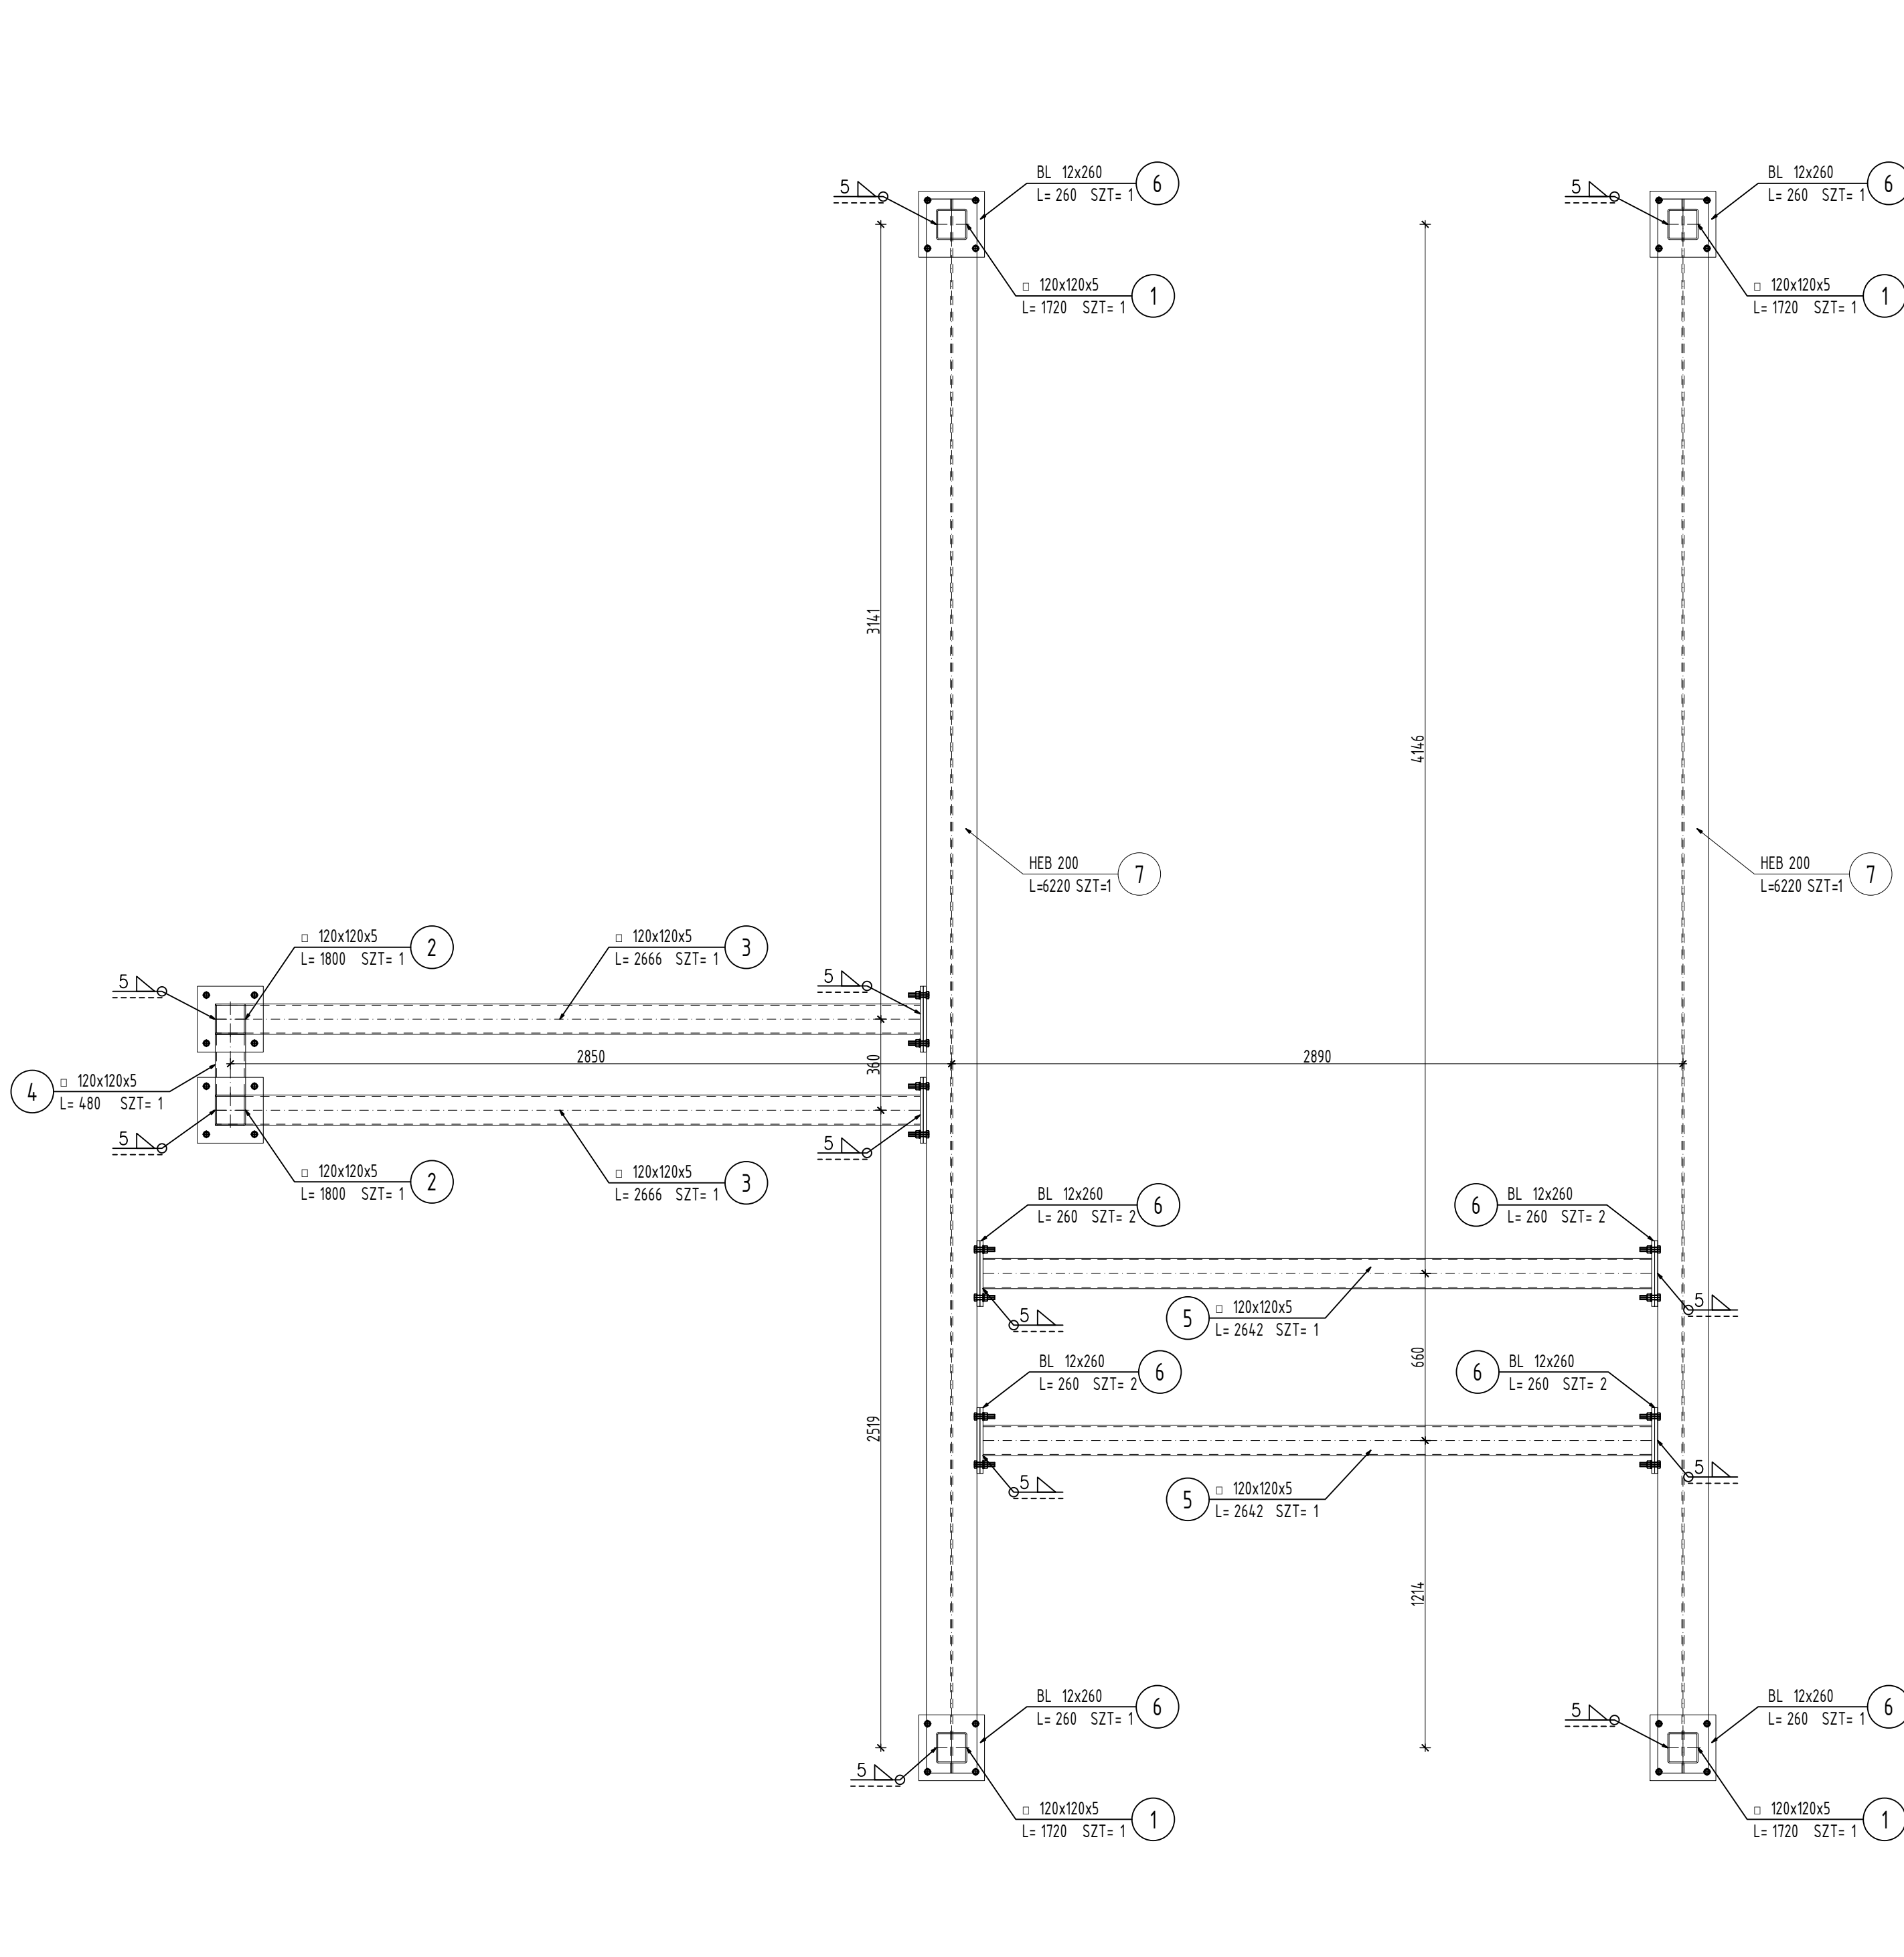 BL 12x260
L= 260 SZT= 1
6
5
BL 12x260
L= 260 SZT= 1
6
5
□ 120x120x5
L= 1720 SZT= 1
1
□ 120x120x5
L= 1720 SZT= 1
1
3141
4146
HEB 200
L=6220 SZT=1
7
HEB 200
L=6220 SZT=1
7
□ 120x120x5
L= 1800 SZT= 1
2
□ 120x120x5
L= 2666 SZT= 1
3
5
5
2850
360
2890
4
□ 120x120x5
L= 480 SZT= 1
5
5
□ 120x120x5
L= 1800 SZT= 1
2
□ 120x120x5
L= 2666 SZT= 1
3
BL 12x260
L= 260 SZT= 2
6
6
BL 12x260
L= 260 SZT= 2
5
5
□ 120x120x5
L= 2642 SZT= 1
5
660
BL 12x260
L= 260 SZT= 2
6
6
BL 12x260
L= 260 SZT= 2
2519
5
5
□ 120x120x5
L= 2642 SZT= 1
5
1214
BL 12x260
L= 260 SZT= 1
6
5
BL 12x260
L= 260 SZT= 1
6
5
□ 120x120x5
L= 1720 SZT= 1
1
□ 120x120x5
L= 1720 SZT= 1
1